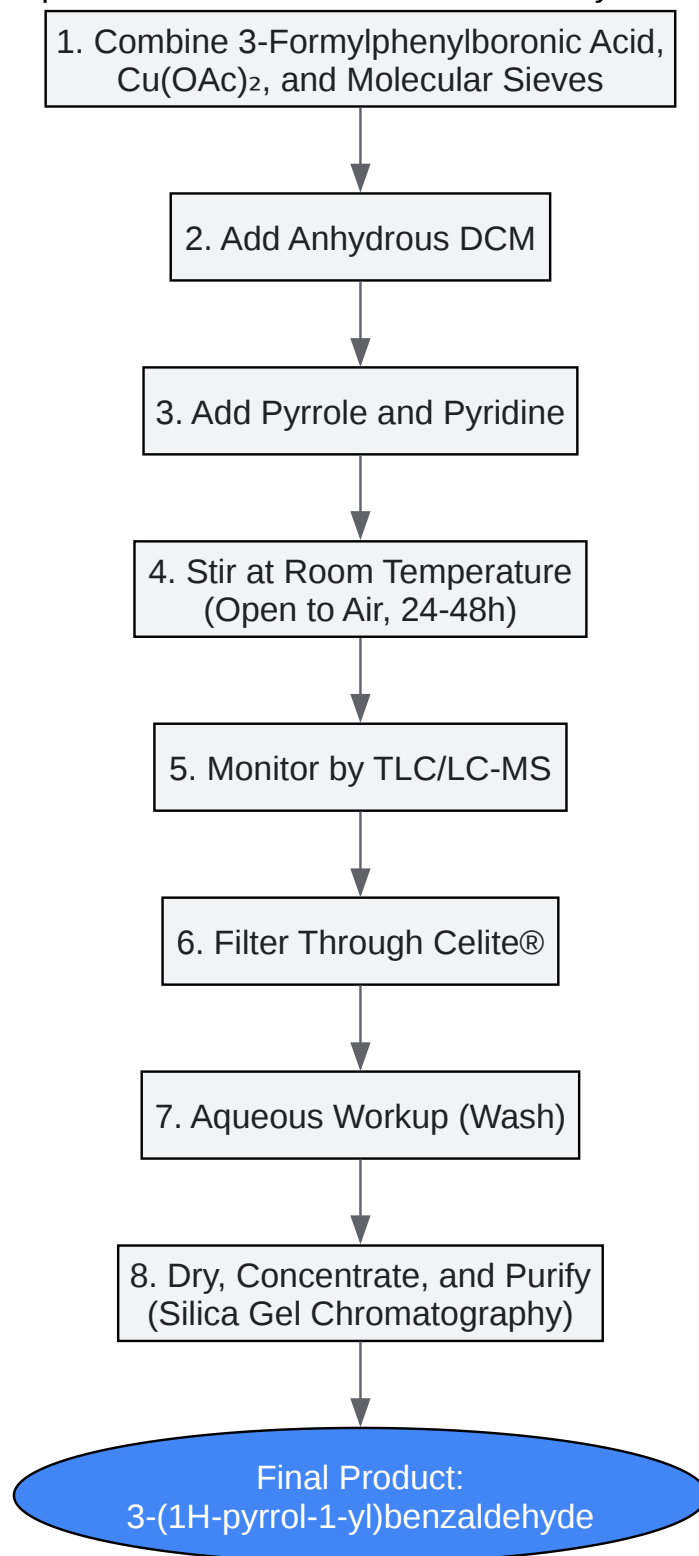 1. Combine 3-Formylphenylboronic Acid,
Cu(OAc)₂, and Molecular Sieves
2. Add Anhydrous DCM
3. Add Pyrrole and Pyridine
4. Stir at Room Temperature
(Open to Air, 24-48h)
5. Monitor by TLC/LC-MS
6. Filter Through Celite®
7. Aqueous Workup (Wash)
8. Dry, Concentrate, and Purify
(Silica Gel Chromatography)
Final Product:
3-(1H-pyrrol-1-yl)benzaldehyde